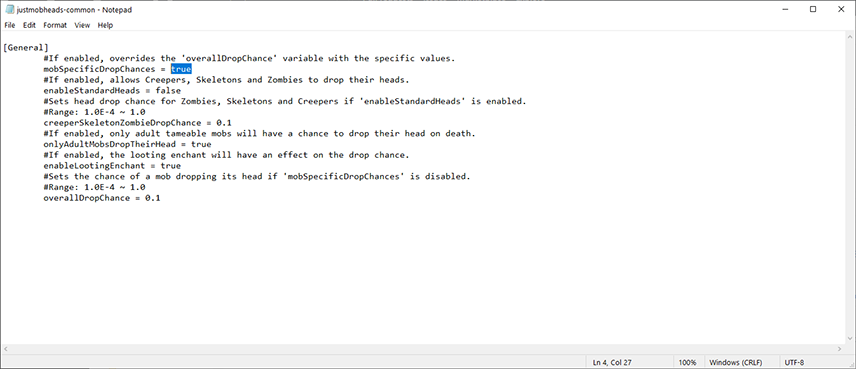 justmobheads-common - Notepad
File Edit Format View Help
[General]
#If enabled, overrides the 'overallDropChance' variable with the specific values.
mobSpecificDropChances = true
#If enabled, allows Creepers, Skeletons and Zombies to drop their heads.
enableStandardHeads = false
#Sets head drop chance for Zombies, Skeletons and Creepers if 'enableStandardHeads' is enabled.
#Range: 1.0E-4 ~ 1.0
creeperSkeletonZombieDropChance = 0.1
#If enabled, only adult tameable mobs will have a chance to drop their head on death.
onlyAdultMobsDropTheirHead = true
#If enabled, the looting enchant will have an effect on the drop chance.
enableLootingEnchant = true
#Sets the chance of a mob dropping its head if 'mobSpecificDropChances' is disabled.
#Range: 1.0E-4 ~ 1.0
overallDropChance = 0.1
Ln 4, Col 27 100% Windows (CRLF) UTF-8